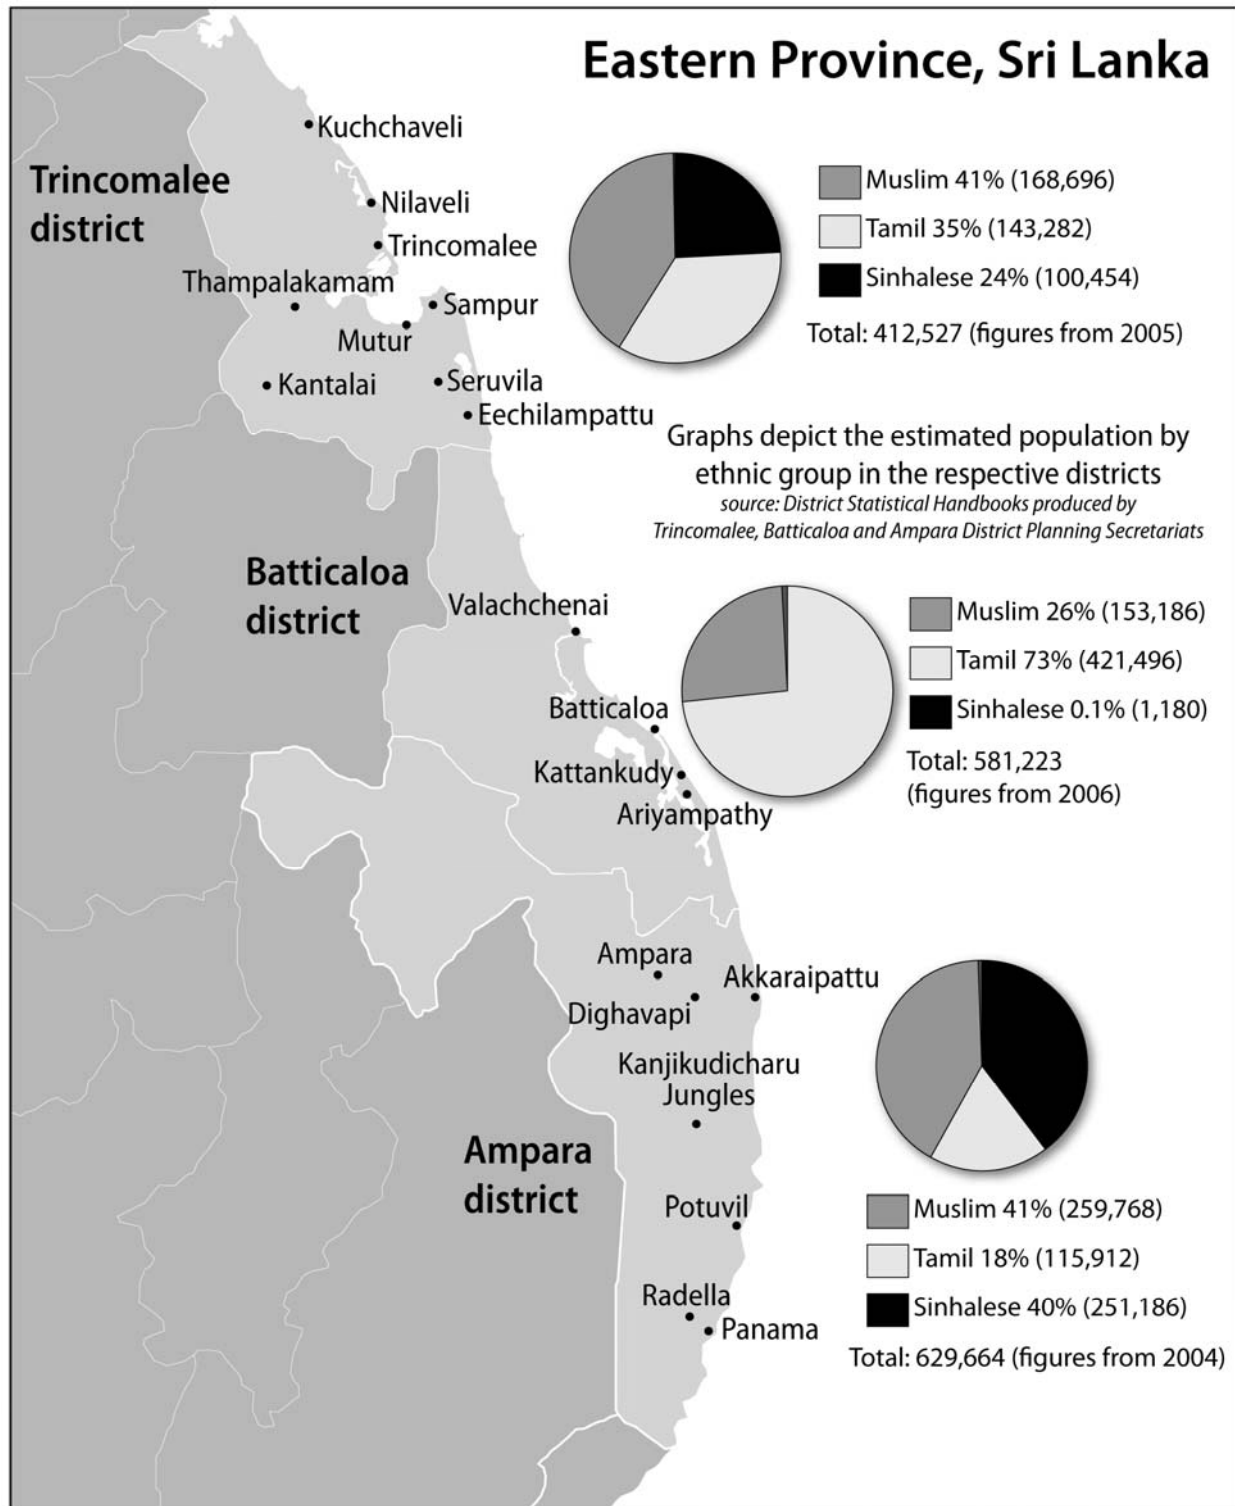 Eastern Province, Sri Lanka
Kuchchaveli
Trincomalee
district
Nilaveli
Trincomalee
Thampalakamam
Sampur
Mutur
Kantalai
Seruvila
Eechilampattu
Muslim 41% (168,696)
Tamil 35% (143,282)
Sinhalese 24% (100,454)
Total: 412,527 (figures from 2005)
Graphs depict the estimated population by
ethnic group in the respective districts
source: District Statistical Handbooks produced by
Trincomalee, Batticaloa and Ampara District Planning Secretariats
Batticaloa
district
Valachchenai
Batticaloa
Kattankudy
Ariyampathy
Muslim 26% (153,186)
Tamil 73% (421,496)
Sinhalese 0.1% (1,180)
Total: 581,223
(figures from 2006)
Ampara
Akkaraipattu
Dighavapi
Kanjikudicharu
Jungles
Ampara
district
Potuvil
Radella
Panama
Muslim 41% (259,768)
Tamil 18% (115,912)
Sinhalese 40% (251,186)
Total: 629,664 (figures from 2004)